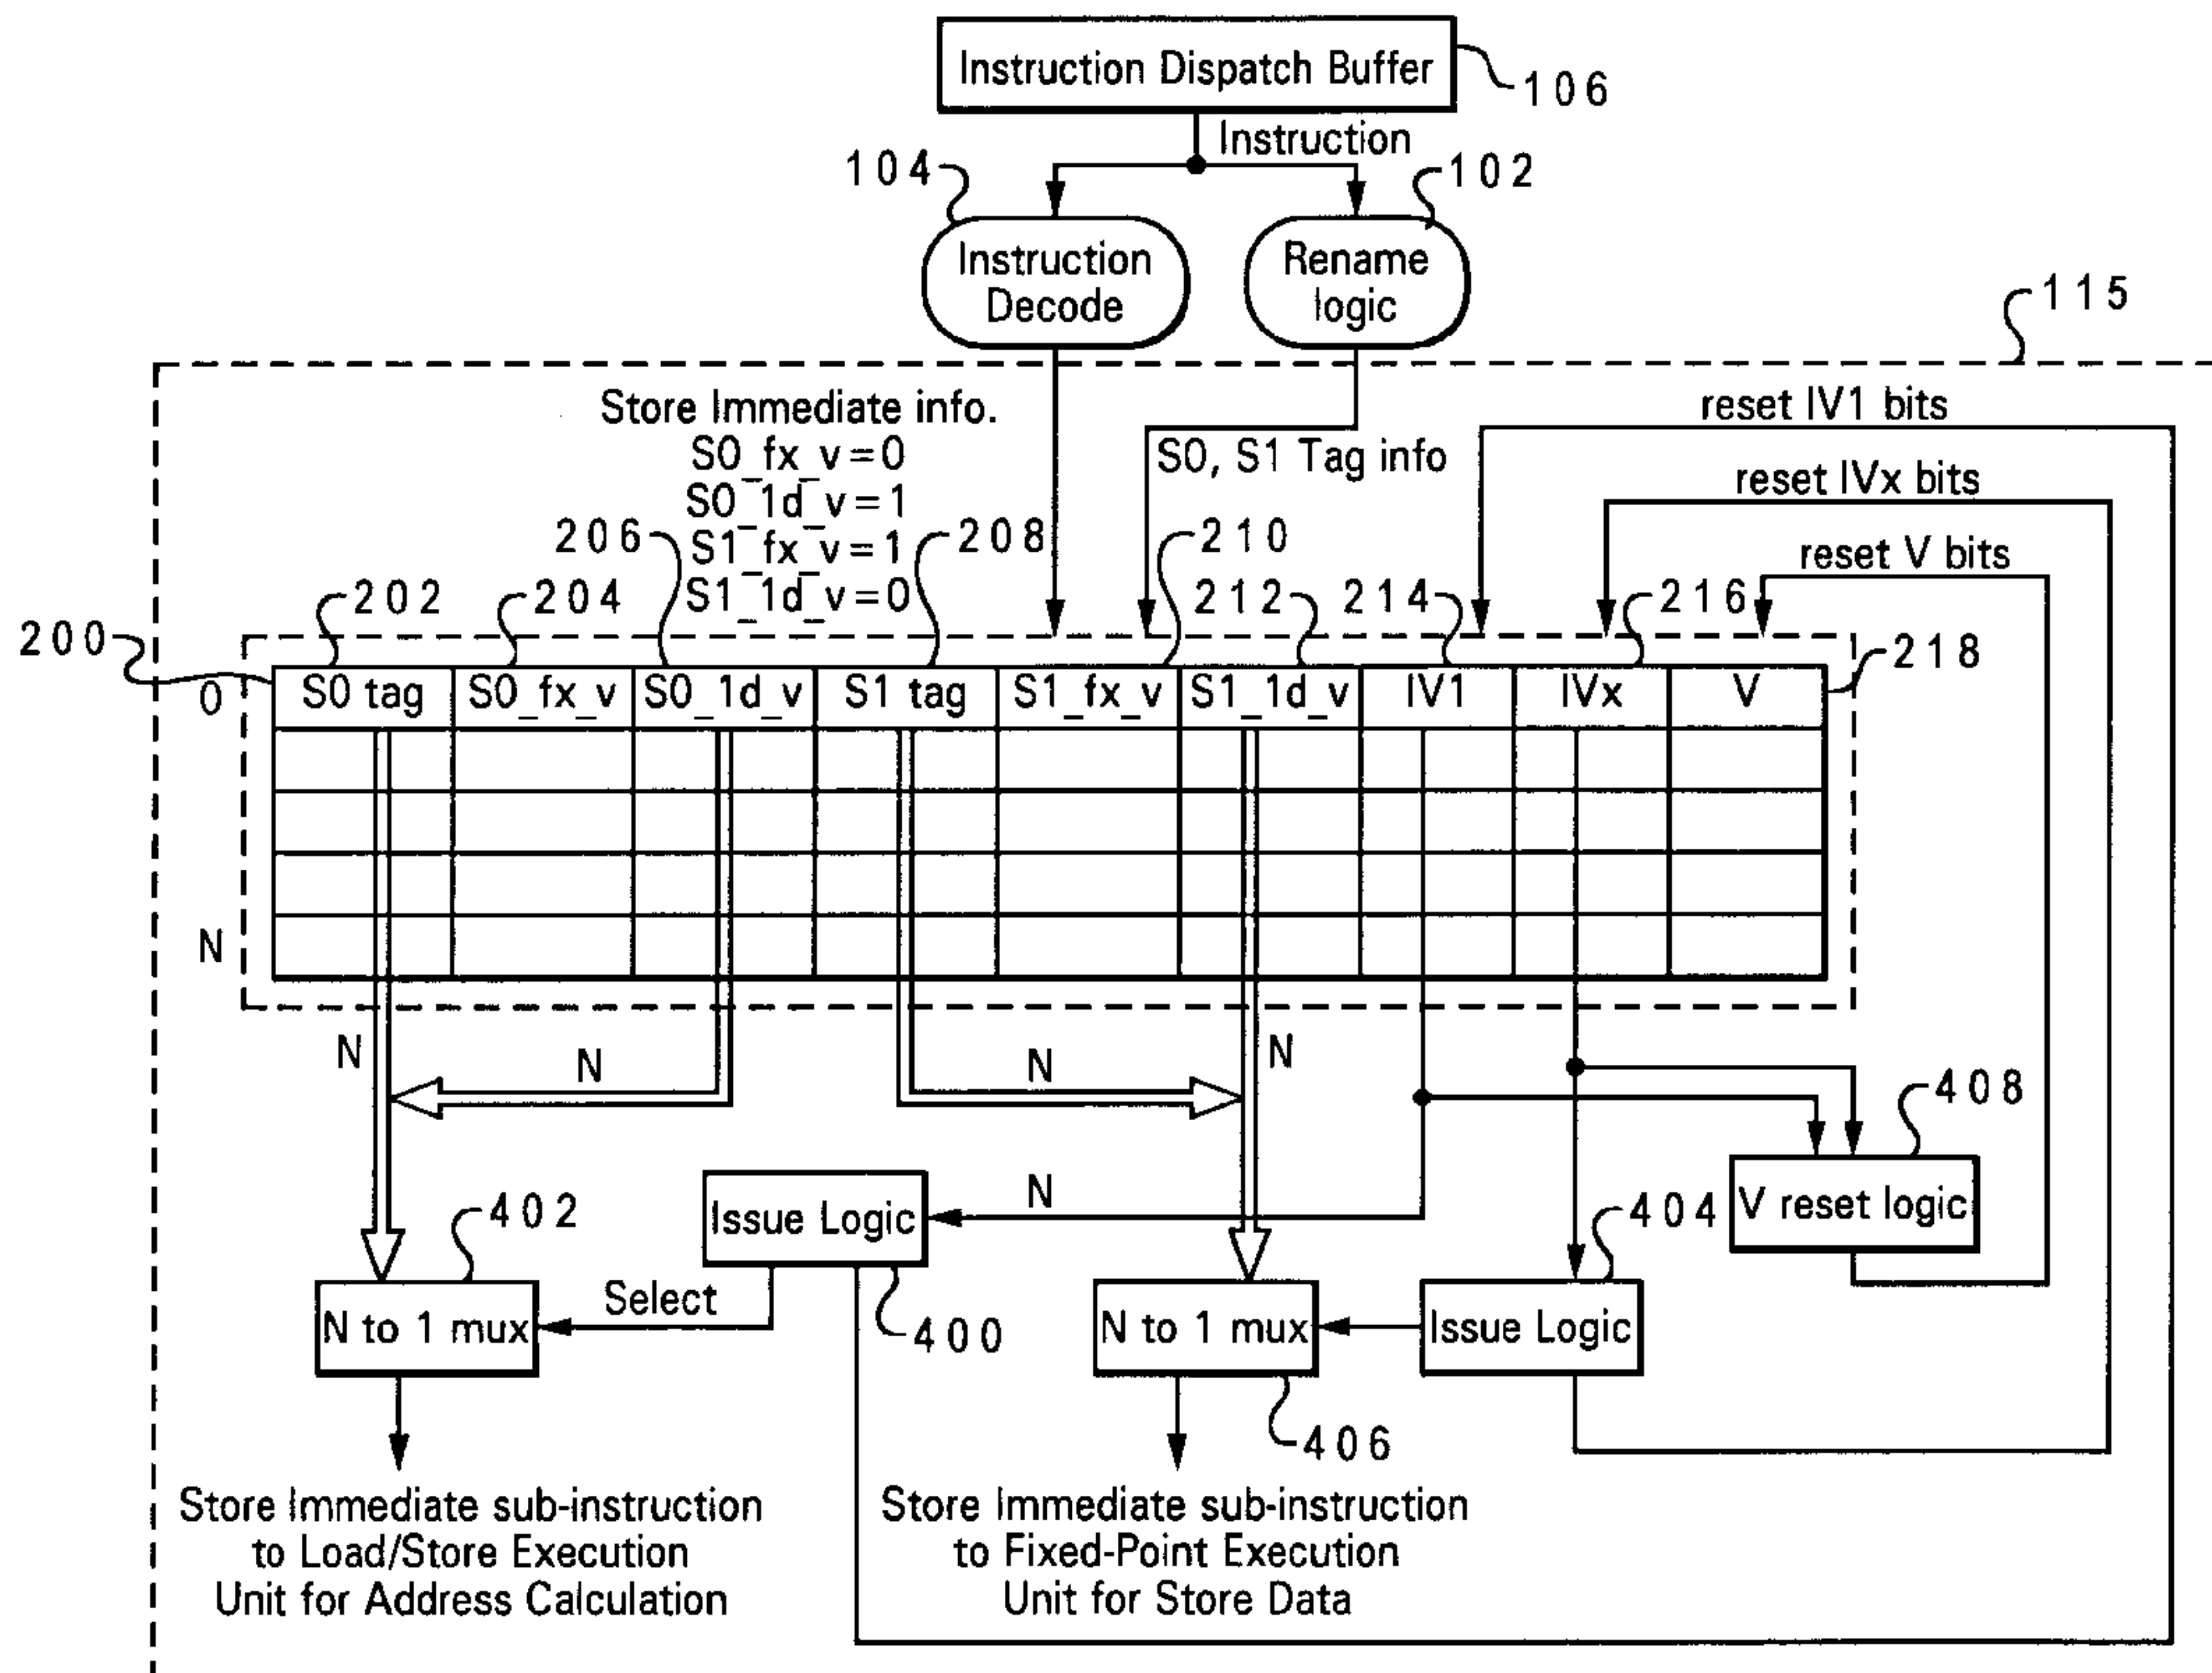 Instruction Dispatch Buffer
106
Instruction
104
102
Instruction
Decode
Rename
logic
115
Store Immediate info.
S0_fx_v=0
S0_1d_v=1
S1_fx_v=1
S1_1d_v=0
S0, S1 Tag info
reset IV1 bits
reset IVx bits
reset V bits
200
202
204
206
208
210
212
214
216
218
0
S0 tag
S0_fx_v
S0_1d_v
S1 tag
S1_fx_v
S1_1d_v
IV1
IVx
V
N
N
N
N
N
408
V reset logic
402
Issue Logic
N
404
N to 1 mux
Select
400
N to 1 mux
Issue Logic
406
Store Immediate sub-instruction
to Load/Store Execution
Unit for Address Calculation
Store Immediate sub-instruction
to Fixed-Point Execution
Unit for Store Data